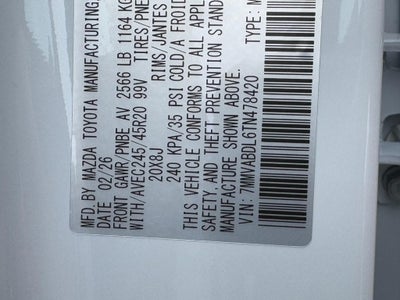 MFD. BY MAZDA TOYOTA MANUFACTURING,
DATE 02/26
FRONT GAWR/PNBE AV 2566 LB 1164 KG
WITH/AVEC245/45R20 99V TIRES/PNE
20X8J RIMS/JANTES
240 KPA/35 PSI COLD/A FROID
THIS VEHICLE CONFORMS TO ALL APPL
SAFETY, AND THEFT PREVENTION STAN
MANUFACTURE SHOWN ABOVE.
VIN: 7MMVABDL6TN478420 TYPE: M